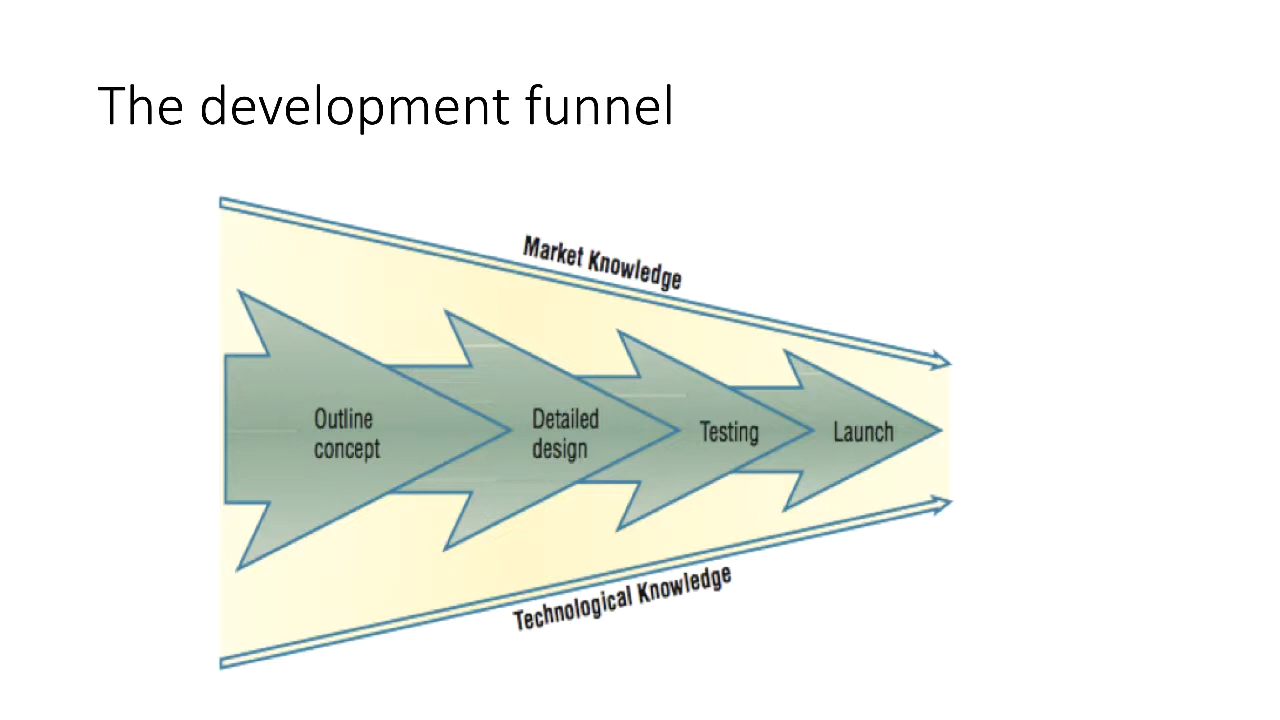 The development funnel
Market Knowledge
Outline
concept
Detailed
design
Testing
Launch
Technological Knowledge